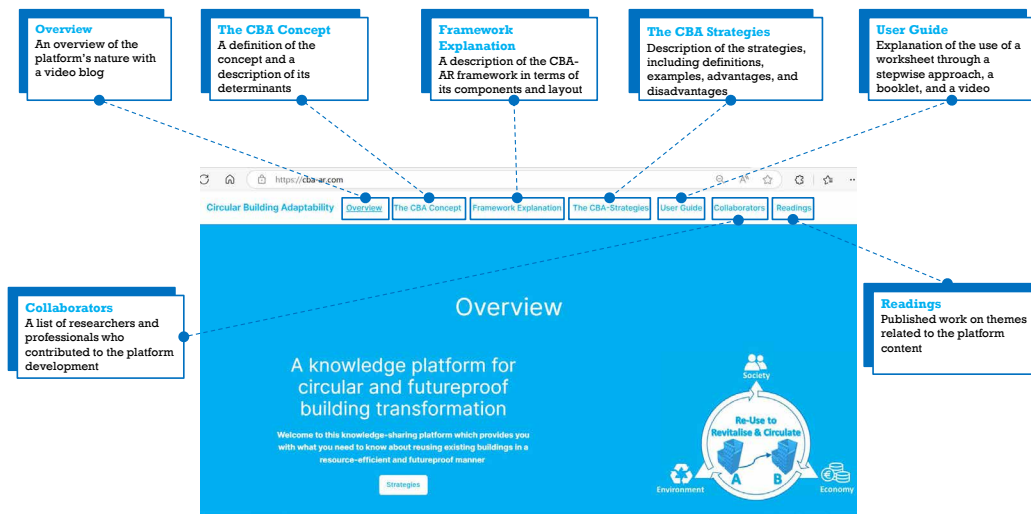 Overview
An overview of the
platform's nature with
a video blog
The CBA Concept
A definition of the
concept and a
description of its
determinants
Framework
Explanation
A description of the CBA-
AR framework in terms of
its components and layout
The CBA Strategies
Description of the strategies,
including definitions,
examples, advantages, and
disadvantages
User Guide
Explanation of the use of a
worksheet through a
stepwise approach, a
booklet, and a video
https://cba-ar.com
Circular Building Adaptability Overview The CBA Concept Framework Explanation The CBA-Strategies User Guide Collaborators Readings
Collaborators
A list of researchers and
professionals who
contributed to the platform
development
Readings
Published work on themes
related to the platform
content
Overview
A knowledge platform for
circular and futureproof
building transformation
Welcome to this knowledge-sharing platform which provides you
with what you need to know about reusing existing buildings in a
resource-efficient and futureproof manner
Strategies
Society
Re-Use to
Revitalise & Circulate
A B
Environment
Economy